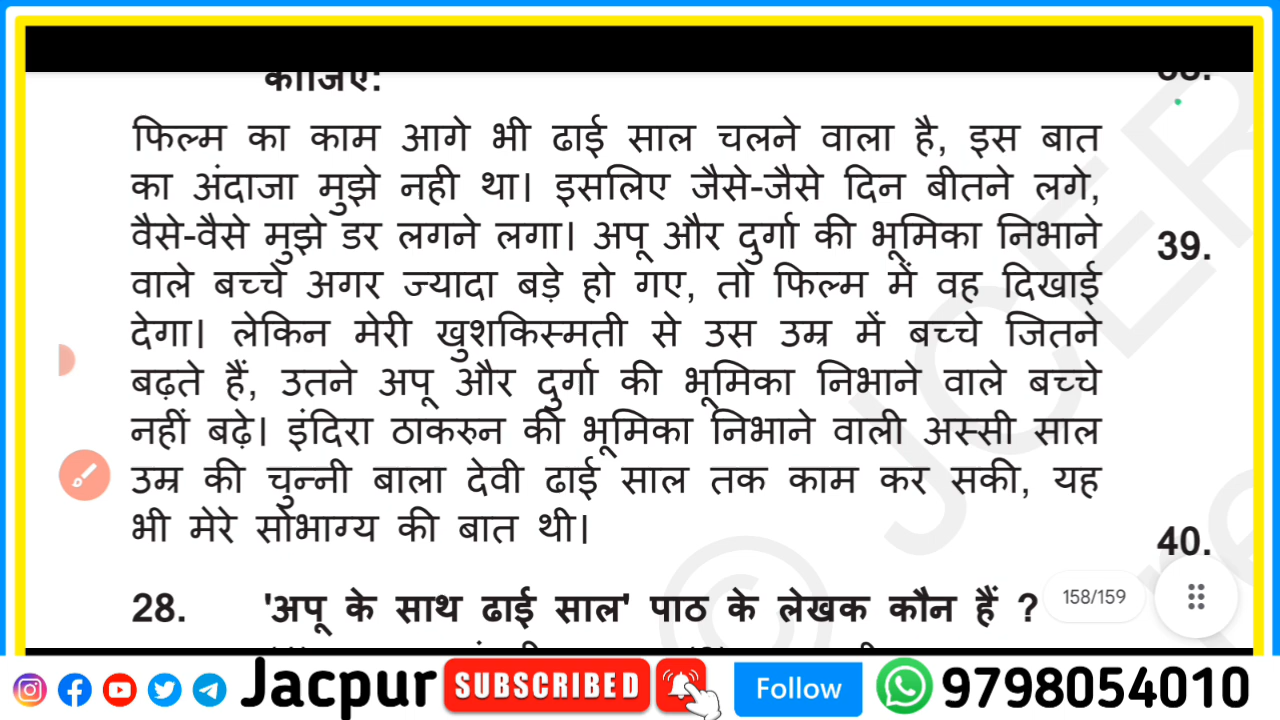 कीजिए:
फिल्म का काम आगे भी ढाई साल चलने वाला है, इस बात
का अंदाजा मुझे नही था। इसलिए जैसे-जैसे दिन बीतने लगे,
वैसे-वैसे मुझे डर लगने लगा। अपू और दुर्गा की भूमिका निभाने
वाले बच्चे अगर ज्यादा बड़े हो गए, तो फिल्म में वह दिखाई
देगा। लेकिन मेरी खुशकिस्मती से उस उम्र में बच्चे जितने
बढ़ते हैं, उतने अपू और दुर्गा की भूमिका निभाने वाले बच्चे
नहीं बढ़े। इंदिरा ठाकरुन की भूमिका निभाने वाली अस्सी साल
उम्र की चुन्नी बाला देवी ढाई साल तक काम कर सकी, यह
भी मेरे सोभाग्य की बात थी।
28. 'अपू के साथ ढाई साल' पाठ के लेखक कौन हैं ?
39.
40.
158/159
© JCER
Jacpur SUBSCRIBED Follow 9798054010